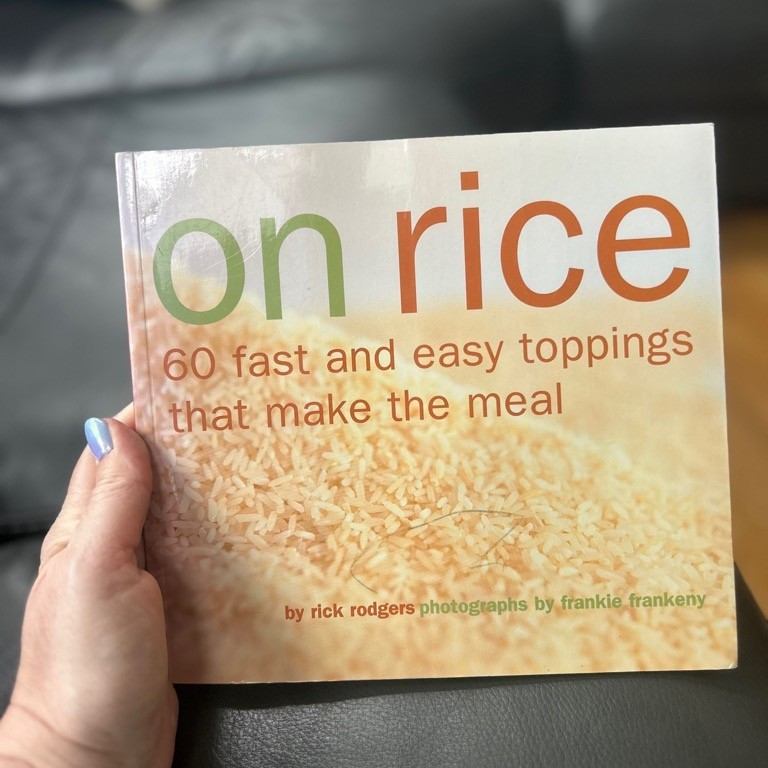 on rice
60 fast and easy toppings
that make the meal
by rick rodgers photographs by frankie frankeny